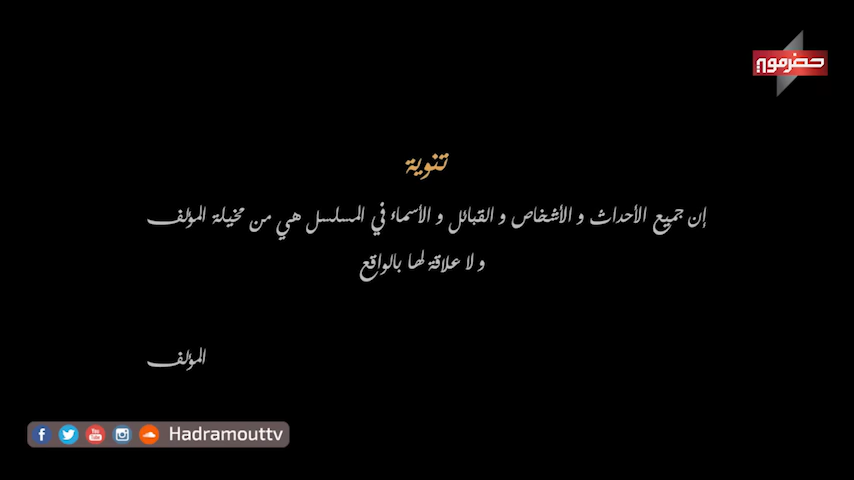 حضرموت
تنوية
إن جميع الأحداث و الأشخاص و القبائل و الأسماء في المسلسل هي من مخيلة المؤلف
و لا علاقة لها بالواقع
المؤلف
Hadramouttv